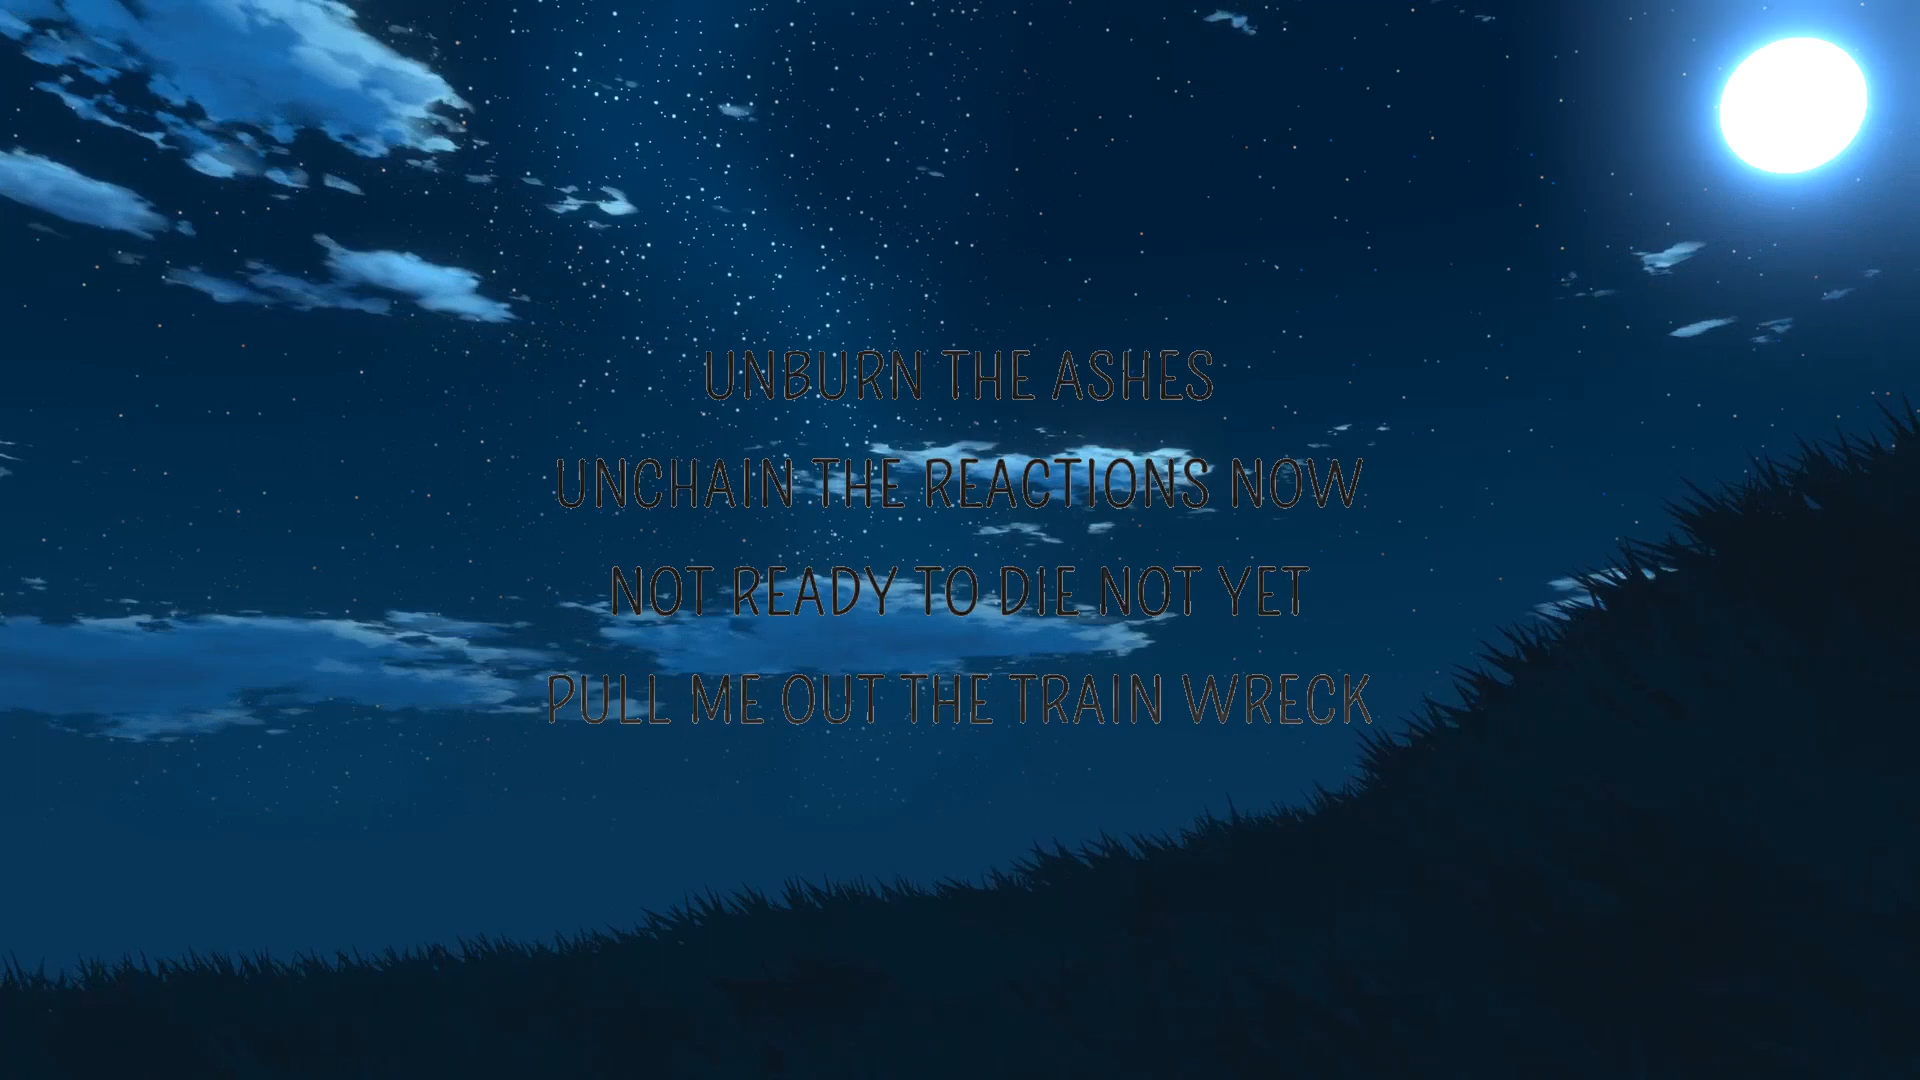 UNBURN THE ASHES
UNCHAIN THE REACTIONS NOW
NOT READY TO DIE NOT YET
PULL ME OUT THE TRAIN WRECK